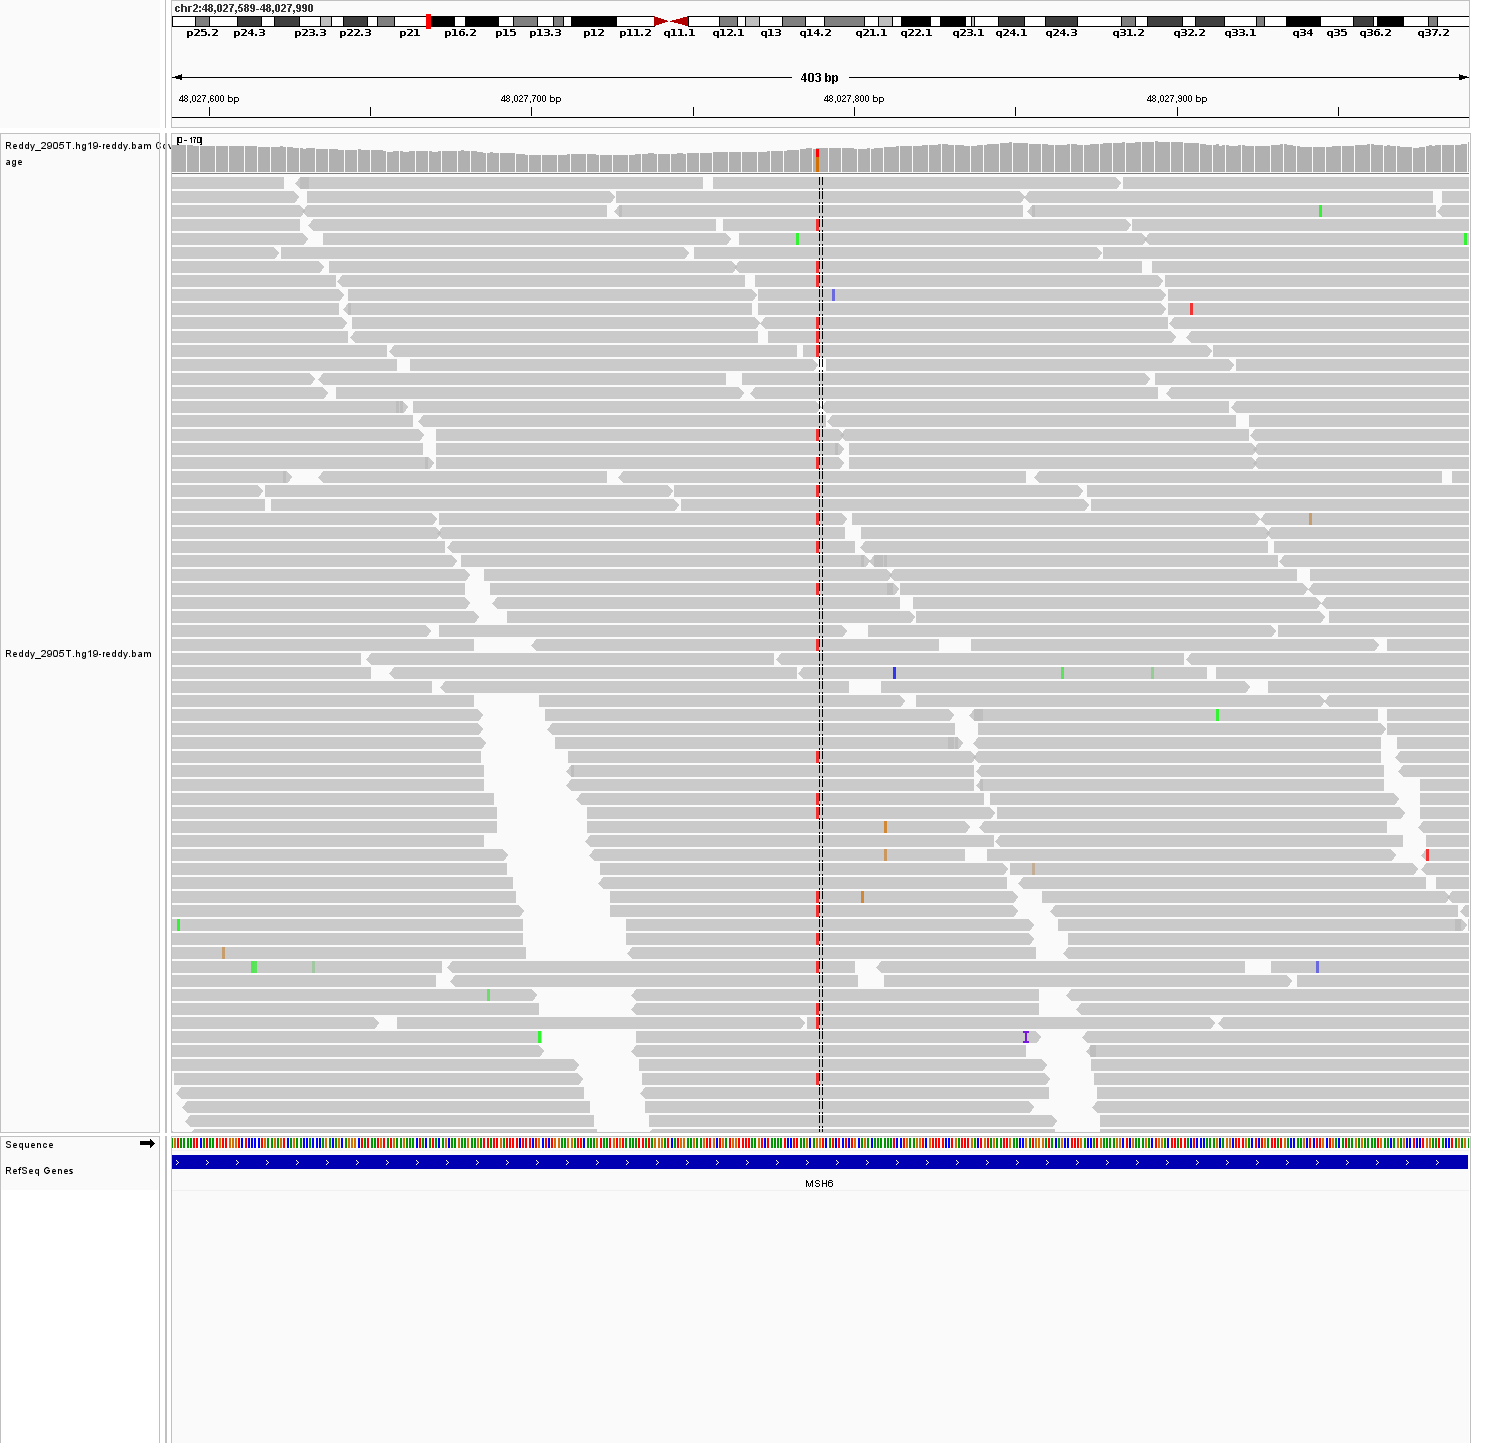 chr2:48,027,589-48,027,990
p25.2 p24.3 p23.3 p22.3 p21 p16.2 p15 p13.3 p12 p11.2 q11.1 q12.1 q13 q14.2 q21.1 q22.1 q23.1 q24.1 q24.3 q31.2 q32.2 q33.1 q34 q35 q36.2 q37.2
403 bp
48,027,600 bp 48,027,700 bp 48,027,800 bp 48,027,900 bp
[0 - 170]
Reddy_2905T.hg19-reddy.bam Cov
age
Reddy_2905T.hg19-reddy.bam
I
Sequence
RefSeq Genes
MSH6